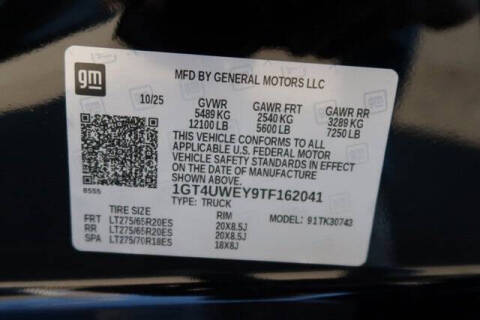 gm
MFD BY GENERAL MOTORS LLC
10/25 GVWR GAWR FRT GAWR RR
5489 KG 2540 KG 3289 KG
12100 LB 5600 LB 7250 LB
THIS VEHICLE CONFORMS TO ALL
APPLICABLE U.S. FEDERAL MOTOR
VEHICLE SAFETY STANDARDS IN EFFECT
ON THE DATE OF MANUFACTURE
SHOWN ABOVE.
1GT4UWEY9TF162041
8555 TYPE: TRUCK
TIRE SIZE RIM MODEL: 91TK30743
FRT LT275/65R20ES 20X8.5J
RR LT275/65R20ES 20X8.5J
SPA LT275/70R18ES 18X8J